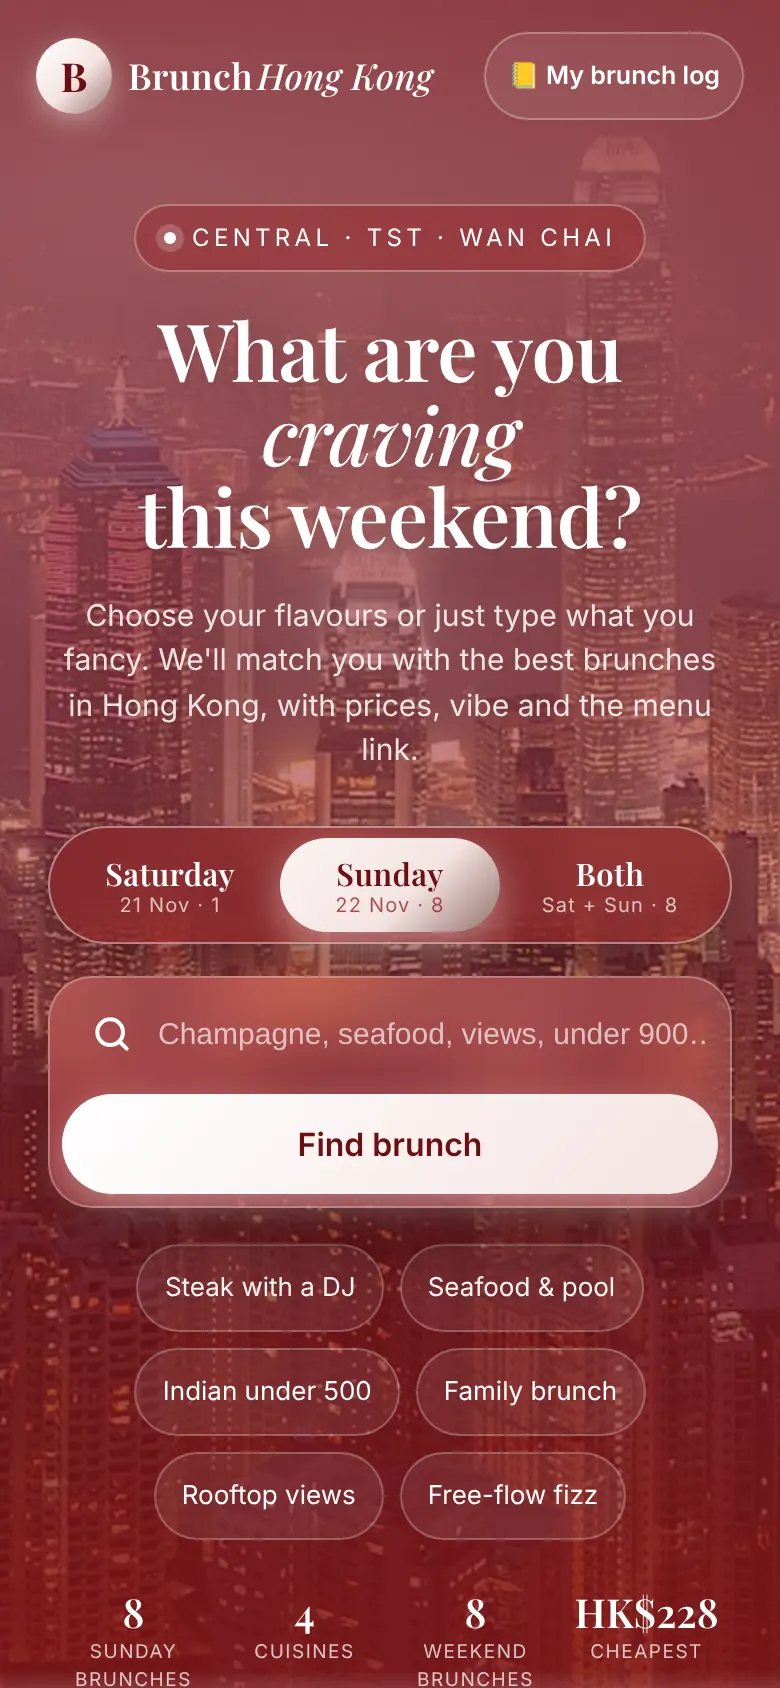 B Brunch Hong Kong
📒 My brunch log
CENTRAL · TST · WAN CHAI
What are you
craving
this weekend?
Choose your flavours or just type what you
fancy. We'll match you with the best brunches
in Hong Kong, with prices, vibe and the menu
link.
Saturday
21 Nov · 1
Sunday
22 Nov · 8
Both
Sat + Sun · 8
Champagne, seafood, views, under 900..
Find brunch
Steak with a DJ
Seafood & pool
Indian under 500
Family brunch
Rooftop views
Free-flow fizz
8
SUNDAY
BRUNCHES
4
CUISINES
8
WEEKEND
BRUNCHES
HK$228
CHEAPEST